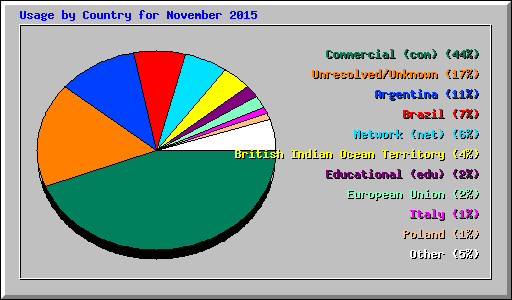 Usage by Country for November 2015
Commercial (com) (44%)
Unresolved/Unknown (17%)
Argentina (11%)
Brazil (7%)
Network (net) (6%)
British Indian Ocean Territory (4%)
Educational (edu) (2%)
European Union (2%)
Italy (1%)
Poland (1%)
Other (5%)